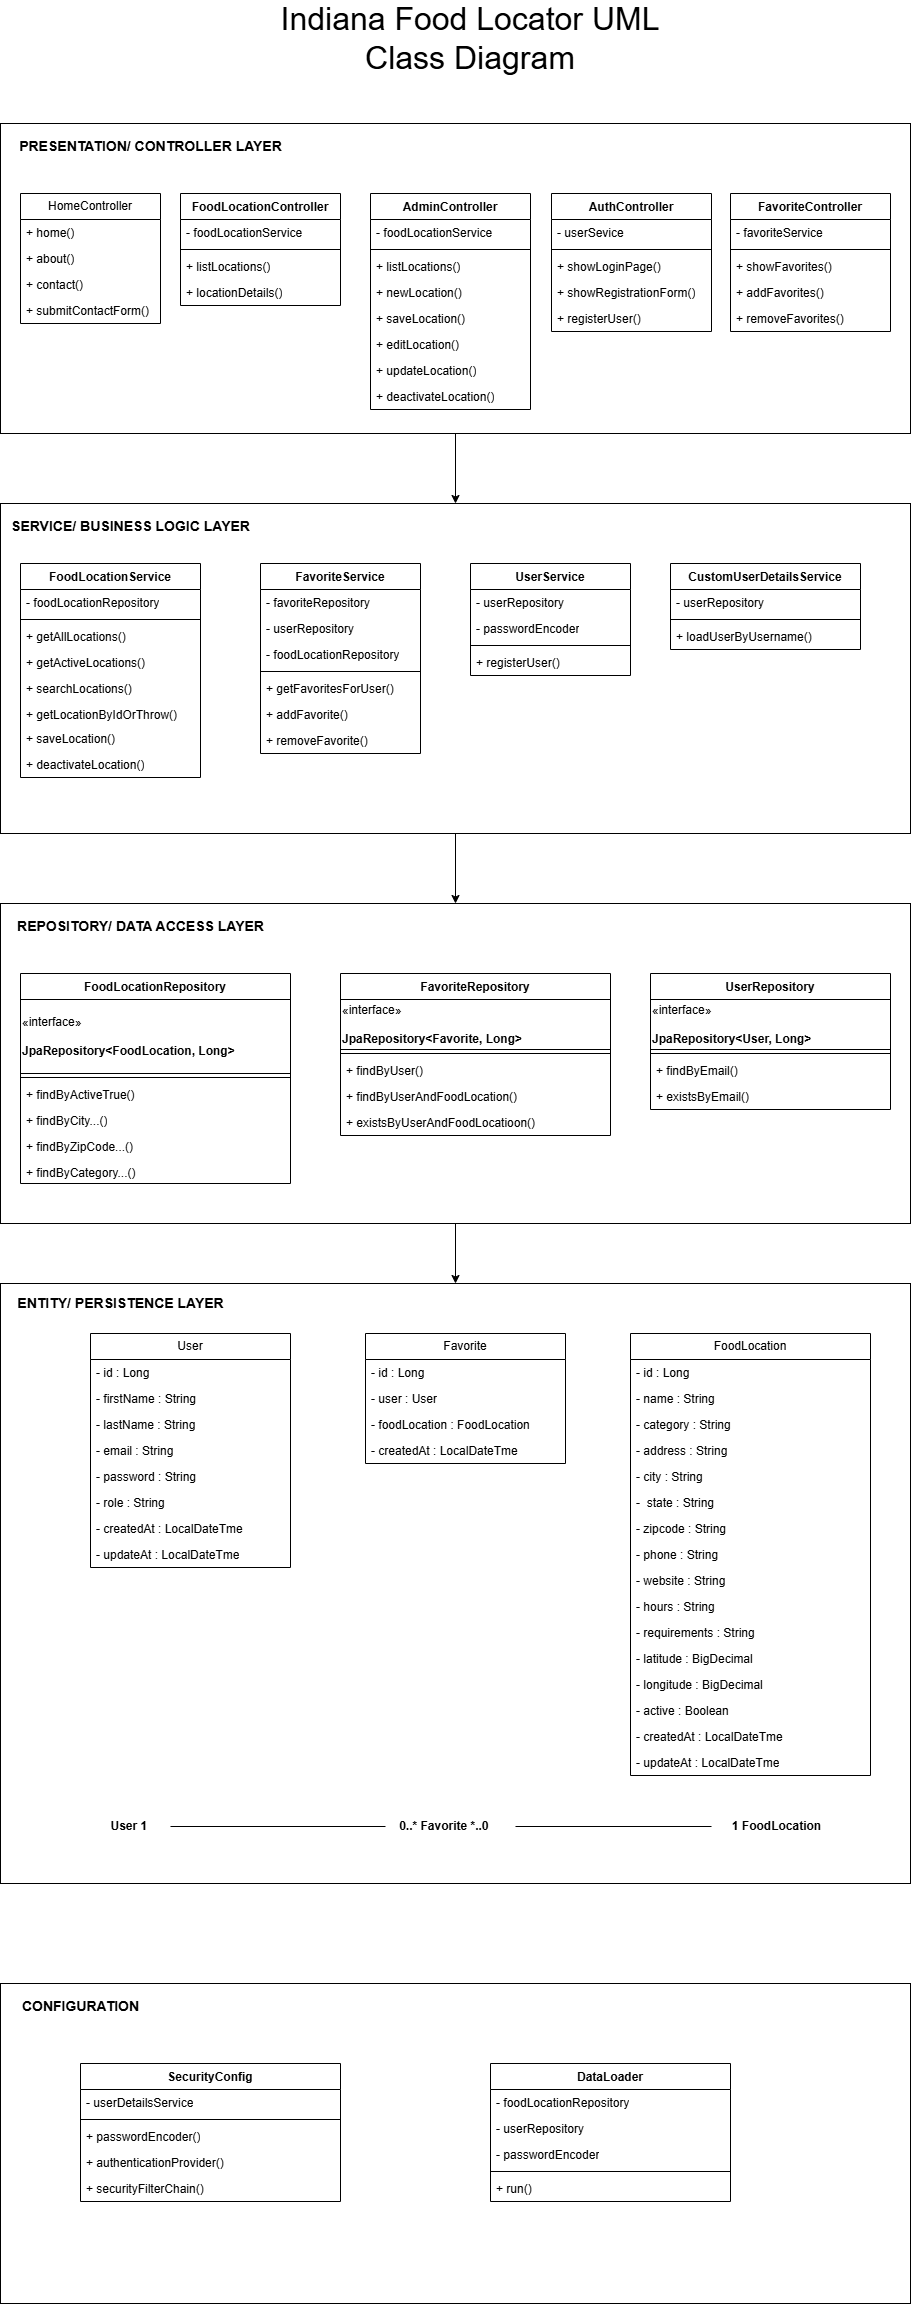 Indiana Food Locator UML
Class Diagram
PRESENTATION/ CONTROLLER LAYER
HomeController
+ home()
+ about()
+ contact()
+ submitContactForm()
FoodLocationController
- foodLocationService
+ listLocations()
+ locationDetails()
AdminController
- foodLocationService
+ listLocations()
+ newLocation()
+ saveLocation()
+ editLocation()
+ updateLocation()
+ deactivateLocation()
AuthController
- userSevice
+ showLoginPage()
+ showRegistrationForm()
+ registerUser()
FavoriteController
- favoriteService
+ showFavorites()
+ addFavorites()
+ removeFavorites()
SERVICE/ BUSINESS LOGIC LAYER
FoodLocationService
- foodLocationRepository
+ getAllLocations()
+ getActiveLocations()
+ searchLocations()
+ getLocationByIdOrThrow()
+ saveLocation()
+ deactivateLocation()
FavoriteService
- favoriteRepository
- userRepository
- foodLocationRepository
+ getFavoritesForUser()
+ addFavorite()
+ removeFavorite()
UserService
- userRepository
- passwordEncoder
+ registerUser()
CustomUserDetailsService
- userRepository
+ loadUserByUsername()
REPOSITORY/ DATA ACCESS LAYER
FoodLocationRepository
«interface»
JpaRepository<FoodLocation, Long>
+ findByActiveTrue()
+ findByCity...()
+ findByZipCode...()
+ findByCategory...()
FavoriteRepository
«interface»
JpaRepository<Favorite, Long>
+ findByUser()
+ findByUserAndFoodLocation()
+ existsByUserAndFoodLocatioon()
UserRepository
«interface»
JpaRepository<User, Long>
+ findByEmail()
+ existsByEmail()
ENTITY/ PERSISTENCE LAYER
User
- id : Long
- firstName : String
- lastName : String
- email : String
- password : String
- role : String
- createdAt : LocalDateTme
- updateAt : LocalDateTme
Favorite
- id : Long
- user : User
- foodLocation : FoodLocation
- createdAt : LocalDateTme
FoodLocation
- id : Long
- name : String
- category : String
- address : String
- city : String
- state : String
- zipcode : String
- phone : String
- website : String
- hours : String
- requirements : String
- latitude : BigDecimal
- longitude : BigDecimal
- active : Boolean
- createdAt : LocalDateTme
- updateAt : LocalDateTme
User 1
0..* Favorite *..0
1 FoodLocation
CONFIGURATION
SecurityConfig
- userDetailsService
+ passwordEncoder()
+ authenticationProvider()
+ securityFilterChain()
DataLoader
- foodLocationRepository
- userRepository
- passwordEncoder
+ run()